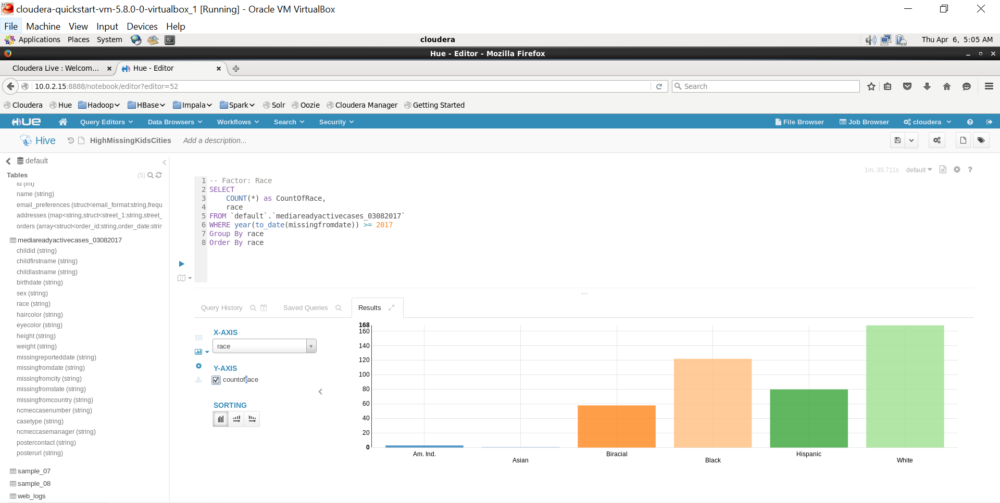 cloudera-quickstart-vm-5.8.0-0-virtualbox_1 [Running] - Oracle VM VirtualBox
File Machine View Input Devices Help
Applications Places System cloudera Thu Apr 6, 5:05 AM
Hue - Editor - Mozilla Firefox
Cloudera Live : Welcom... Hue - Editor
10.0.2.15:8888/notebook/editor?editor=52 Search
Cloudera Hue Hadoop HBase Impala Spark Solr Oozie Cloudera Manager Getting Started
HUE Query Editors Data Browsers Workflows Search Security File Browser Job Browser cloudera
Hive HighMissingKidsCities Add a description...
default
Tables (5)
id (int)
name (string)
email_preferences (struct<email_format:string,frequ
addresses (map<string,struct<street_1:string,street_
orders (array<struct<order_id:string,order_date:strin
mediareadyactivecases_03082017
childid (string)
childfirstname (string)
childlastname (string)
birthdate (string)
sex (string)
race (string)
haircolor (string)
eyecolor (string)
height (string)
weight (string)
missingreporteddate (string)
missingfromdate (string)
missingfromcity (string)
missingfromstate (string)
missingfromcountry (string)
ncmeccasenumber (string)
casetype (string)
ncmeccasemanager (string)
postercontact (string)
posterurl (string)
sample_07
sample_08
web_logs
1m, 39.711s default ?
1 -- Factor: Race
2 SELECT
3 COUNT(*) as CountOfRace,
4 race
5 FROM `default`.`mediareadyactivecases_03082017`
6 WHERE year(to_date(missingfromdate)) >= 2017
7 Group By race
8 Order By race
Query History Saved Queries Results
X-AXIS
race
Y-AXIS
countofrace
SORTING
168
160
140
120
100
80
60
40
20
0
Am. Ind. Asian Biracial Black Hispanic White